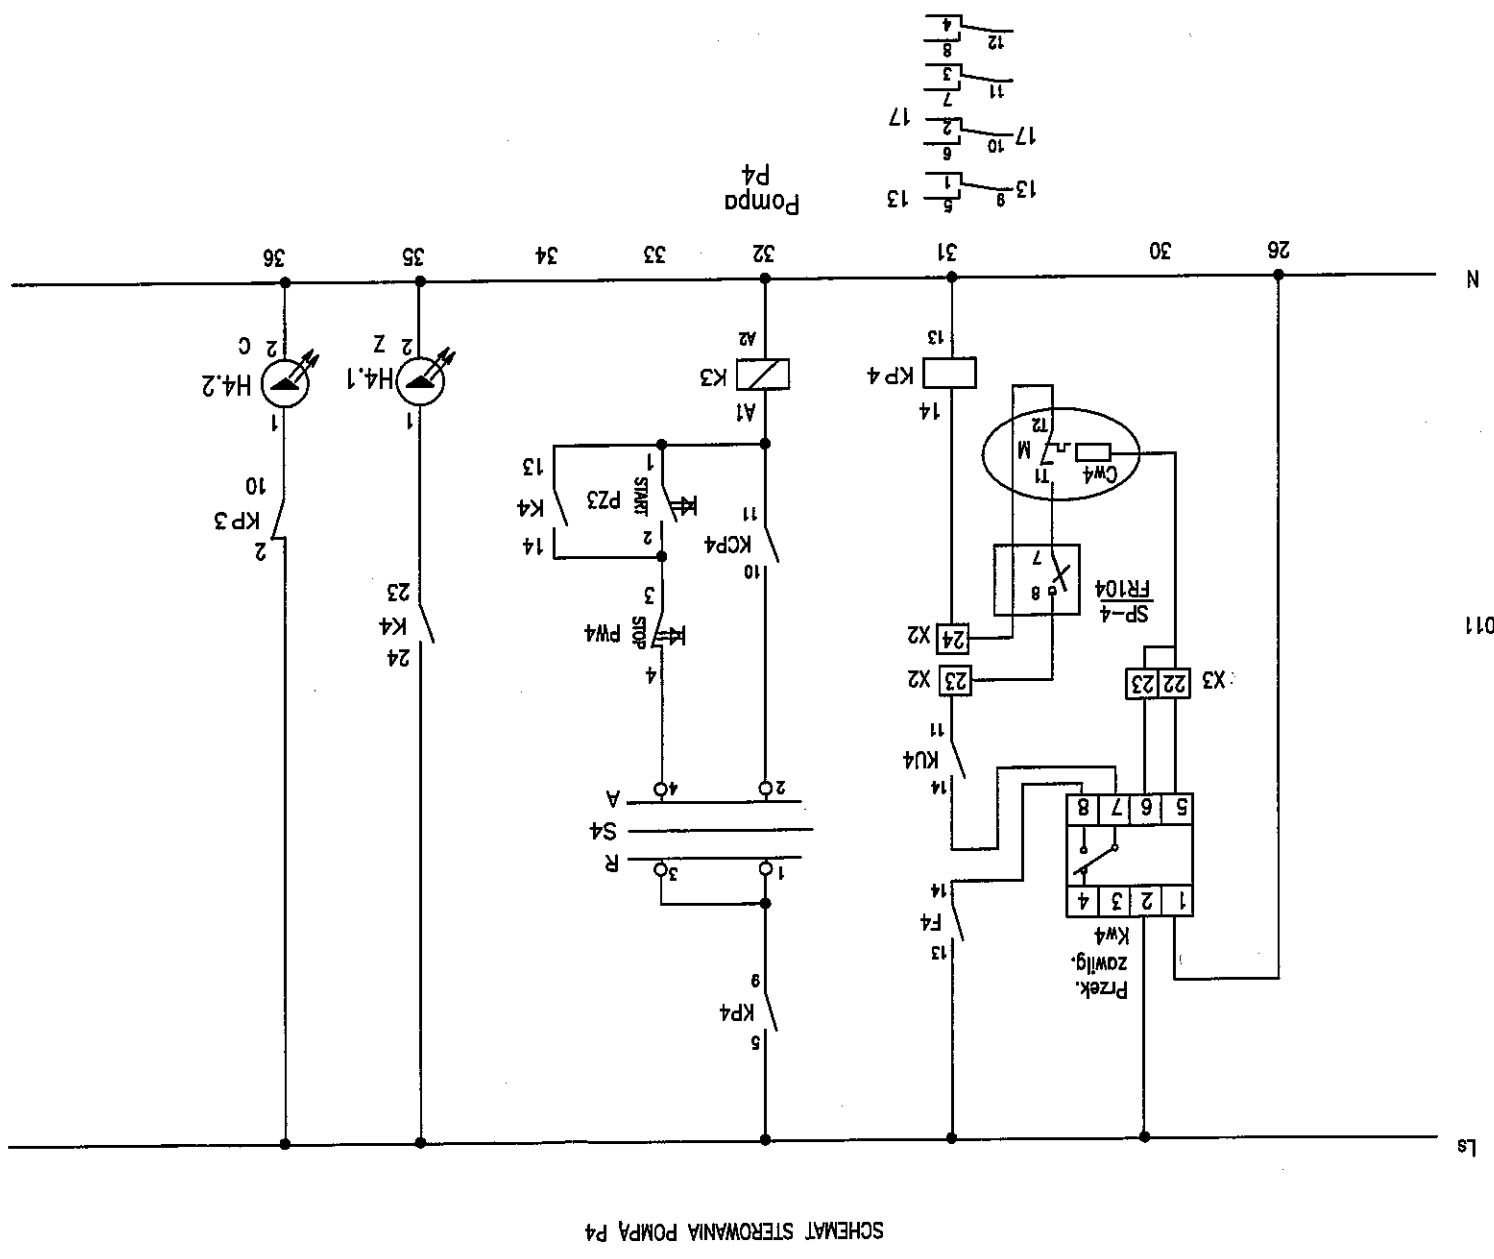 SCHEMAT STEROWANIA POMPĄ P4
Ls
D11
N
Przek.
zawilg.
Kw4
1 2 3 4
5 6 7 8
X3
22 23
Cw4
T1
M
T2
SP-4
FR104
8
7
13
F4
14
14
KU4
11
23
X2
24
X2
14
KP4
13
5
KP4
9
1
3
R
S4
A
2
4
10
KCP4
11
4
STOP
PW4
3
2
START
PZ3
1
14
K4
13
A1
K3
A2
24
K4
23
1
H4.1
2
Z
2
KP3
10
1
H4.2
2
C
26
30
31
32
33
34
35
36
Pompa
P4
13
9
5
1
13
17
10
6
2
17
11
7
3
12
8
4